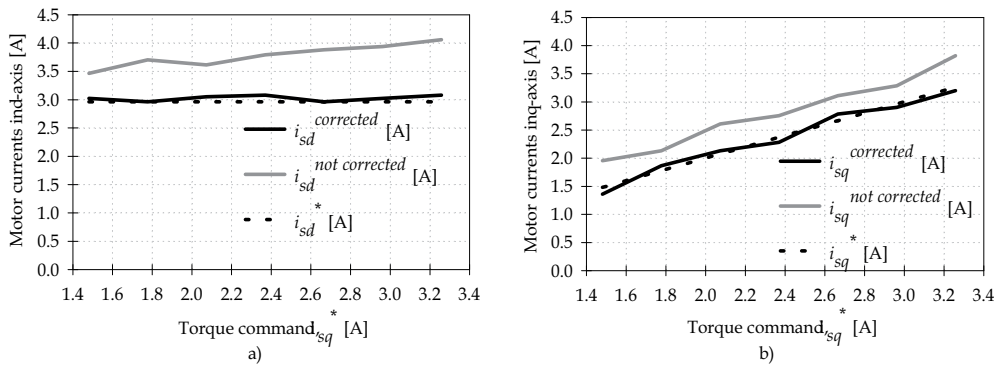 Motor currents ind-axis [A]
4.5
4.0
3.5
3.0
2.5
2.0
1.5
1.0
0.5
0.0
i_sd^corrected [A]
i_sd^not corrected [A]
i_sd^* [A]
1.4 1.6 1.8 2.0 2.2 2.4 2.6 2.8 3.0 3.2 3.4
Torque command,_sq^* [A]
a)
Motor currents inq-axis [A]
4.5
4.0
3.5
3.0
2.5
2.0
1.5
1.0
0.5
0.0
i_sq^corrected [A]
i_sq^not corrected [A]
i_sq^* [A]
1.4 1.6 1.8 2.0 2.2 2.4 2.6 2.8 3.0 3.2 3.4
Torque command,_sq^* [A]
b)